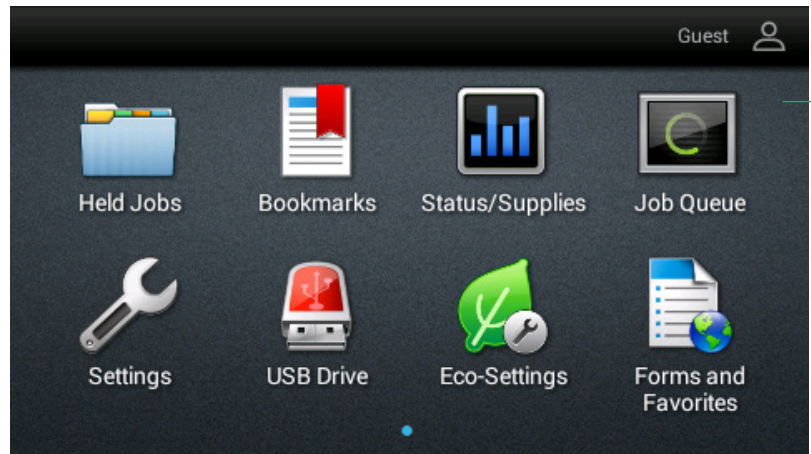 Guest
Held Jobs
Bookmarks
Status/Supplies
Job Queue
Settings
USB Drive
Eco-Settings
Forms and
Favorites